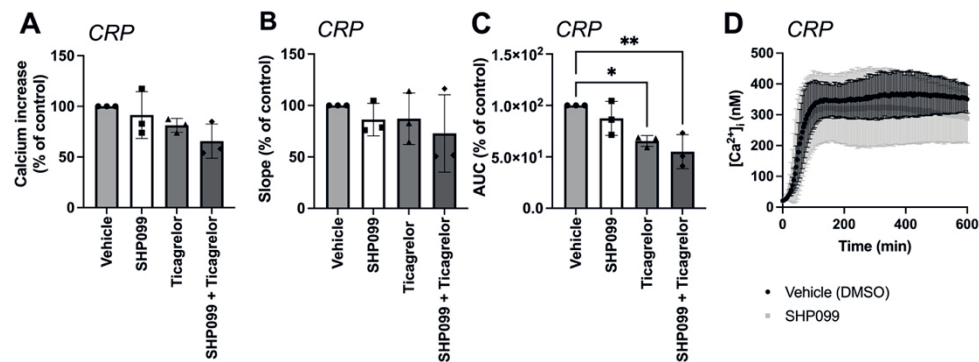 A
CRP
Calcium increase
(% of control)
150
100
50
0
Vehicle
SHP099
Ticagrelor
SHP099 + Ticagrelor
B
CRP
Slope (% of control)
150
100
50
0
Vehicle
SHP099
Ticagrelor
SHP099 + Ticagrelor
C
CRP
AUC (% of control)
1.5×10²
1.0×10²
5.0×10¹
0.0
**
*
Vehicle
SHP099
Ticagrelor
SHP099 + Ticagrelor
D
CRP
[Ca²⁺]ᵢ (nM)
500
400
300
200
100
0
0 200 400 600
Time (min)
Vehicle (DMSO)
SHP099